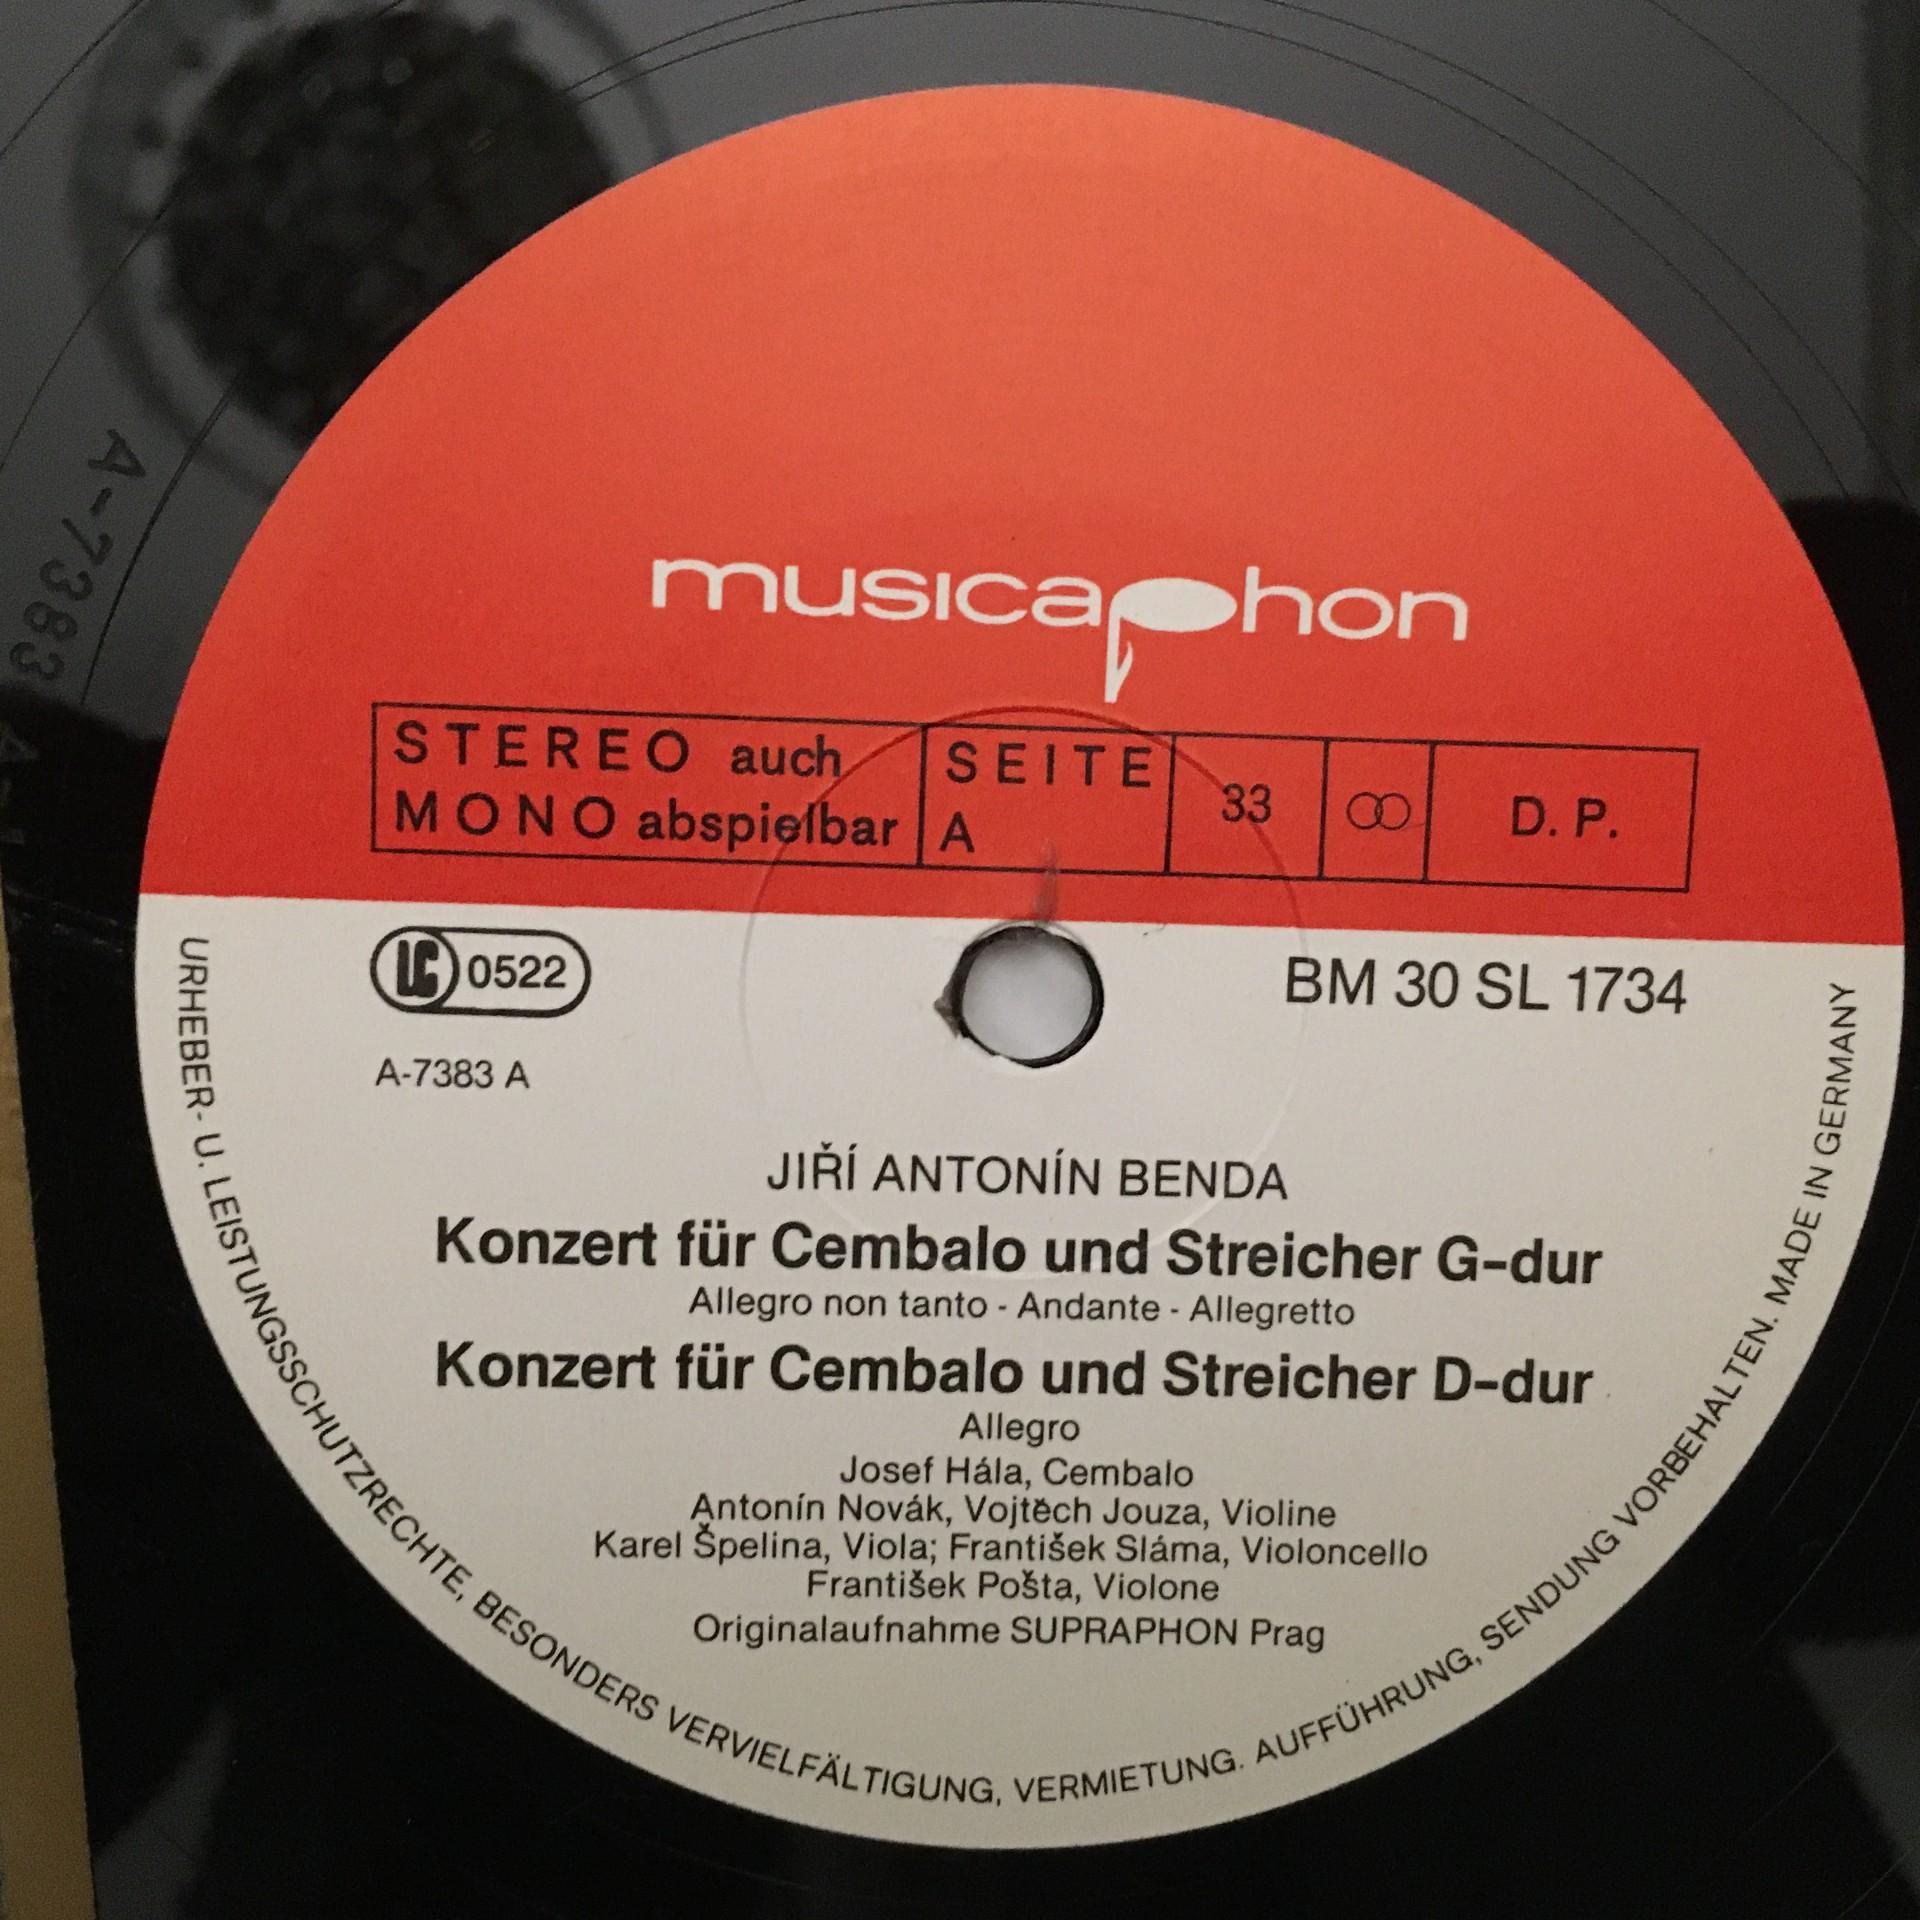 musicaphon
STEREO auch
MONO abspielbar
SEITE
A
33
D. P.
LC 0522
BM 30 SL 1734
A-7383 A
JIŘÍ ANTONÍN BENDA
Konzert für Cembalo und Streicher G-dur
Allegro non tanto - Andante - Allegretto
Konzert für Cembalo und Streicher D-dur
Allegro
Josef Hála, Cembalo
Antonín Novák, Vojtěch Jouza, Violine
Karel Špelina, Viola; František Sláma, Violoncello
František Pošta, Violone
Originalaufnahme SUPRAPHON Prag
URHEBER- U. LEISTUNGSSCHUTZRECHTE, BESONDERS VERVIELFÄLTIGUNG, VERMIETUNG. AUFFÜHRUNG, SENDUNG VORBEHALTEN. MADE IN GERMANY
A-7383